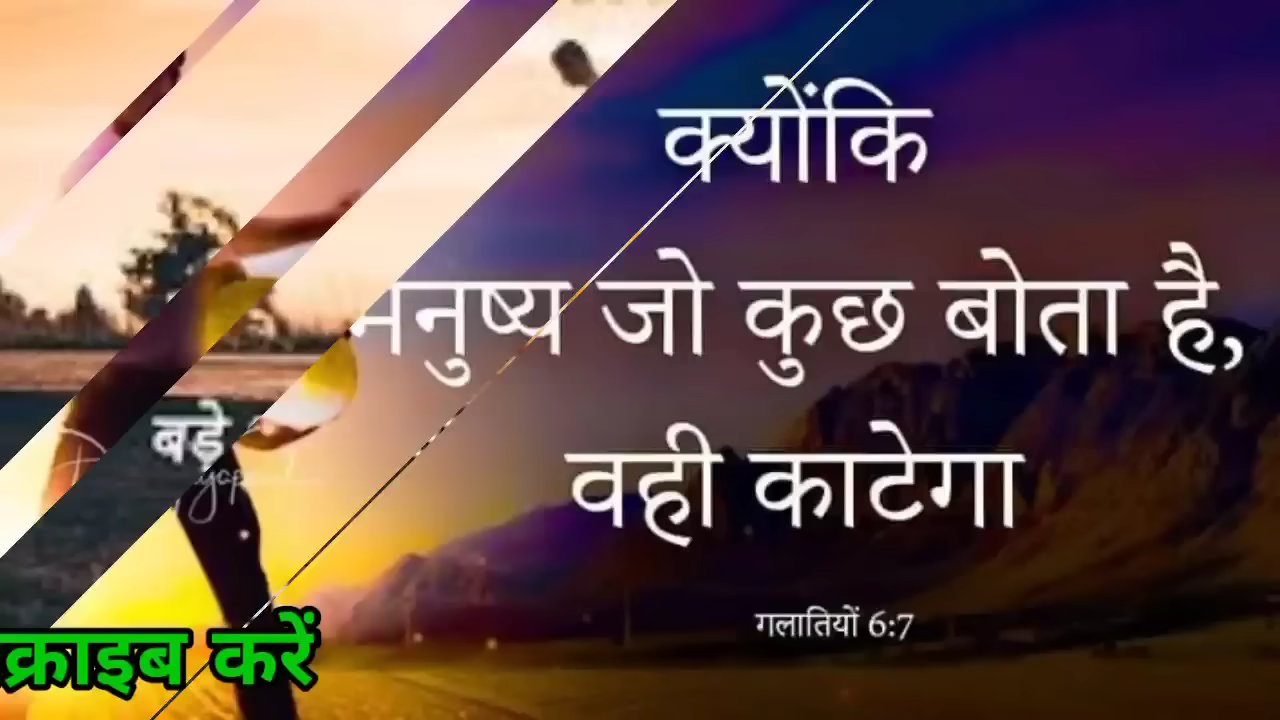 क्योंकि
मनुष्य जो कुछ बोता है,
वही काटेगा
गलातियों 6:7
बड़े
क्राइब करें